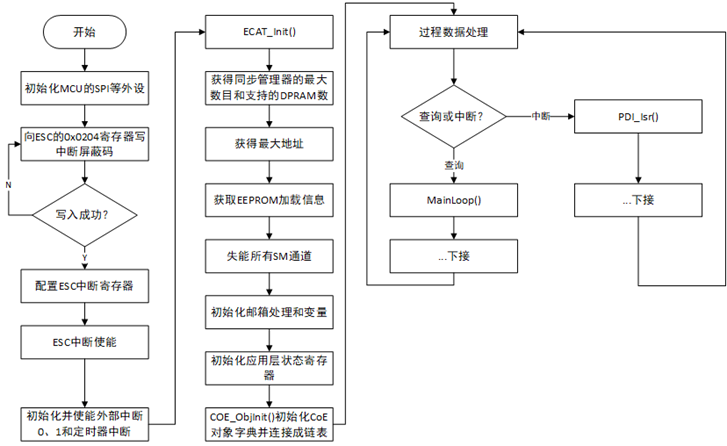 开始
初始化MCU的SPI等外设
向ESC的0x0204寄存器写
中断屏蔽码
N
写入成功?
Y
配置ESC中断寄存器
ESC中断使能
初始化并使能外部中断
0、1和定时器中断
ECAT_Init()
获得同步管理器的最大
数目和支持的DPRAM数
获得最大地址
获取EEPROM加载信息
失能所有SM通道
初始化邮箱处理和变量
初始化应用层状态寄存
器
COE_ObjInit()初始化CoE
对象字典并连接成链表
过程数据处理
查询或中断?
中断
PDI_Isr()
查询
MainLoop()
...下接
...下接